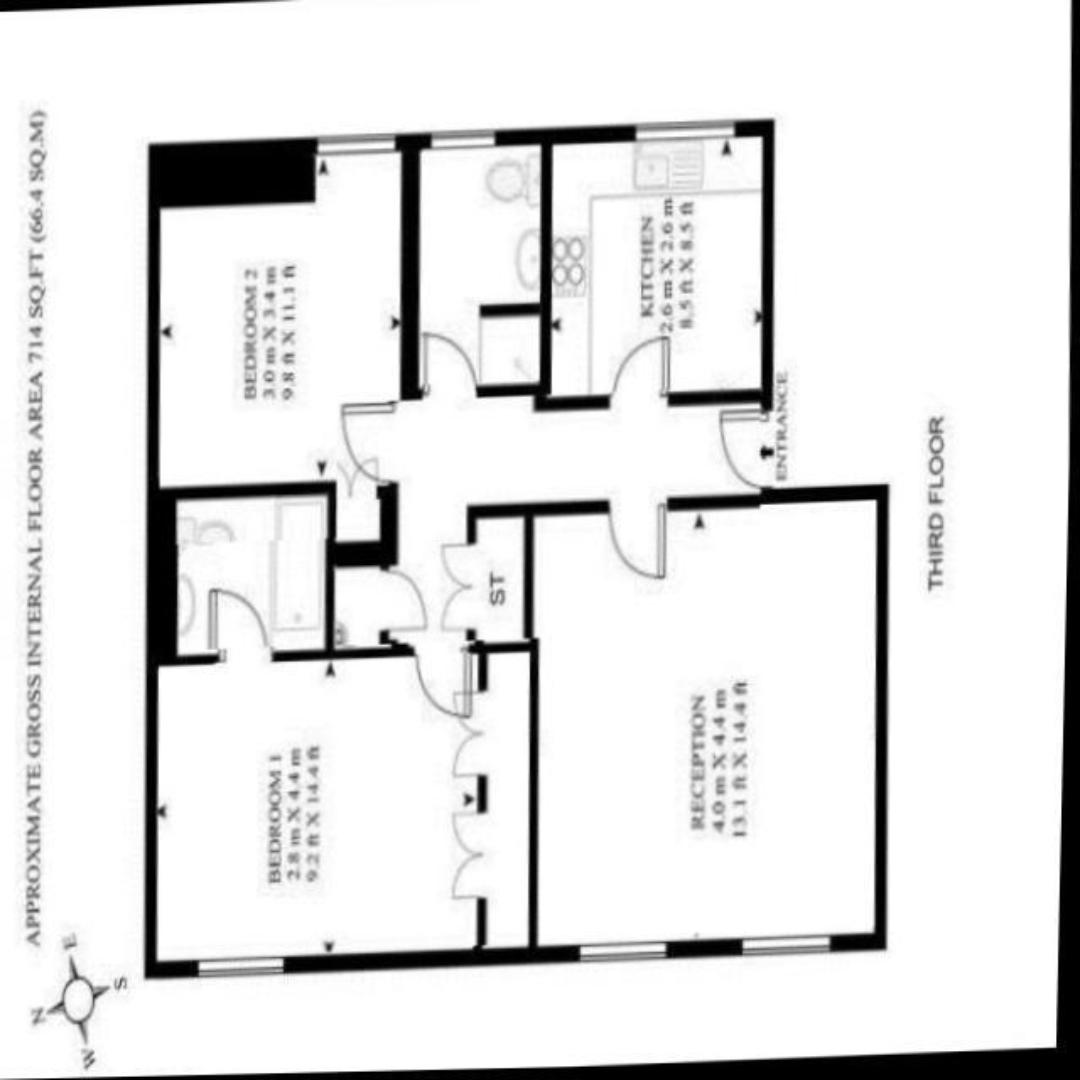 APPROXIMATE GROSS INTERNAL FLOOR AREA 714 SQ.FT (66.4 SQ.M)
BEDROOM 2
3.0 m X 3.4 m
9.8 ft X 11.1 ft
KITCHEN
2.6 m X 2.6 m
8.5 ft X 8.5 ft
ENTRANCE
ST
BEDROOM 1
2.8 m X 4.4 m
9.2 ft X 14.4 ft
RECEPTION
4.0 m X 4.4 m
13.1 ft X 14.4 ft
THIRD FLOOR
E
N
S
W